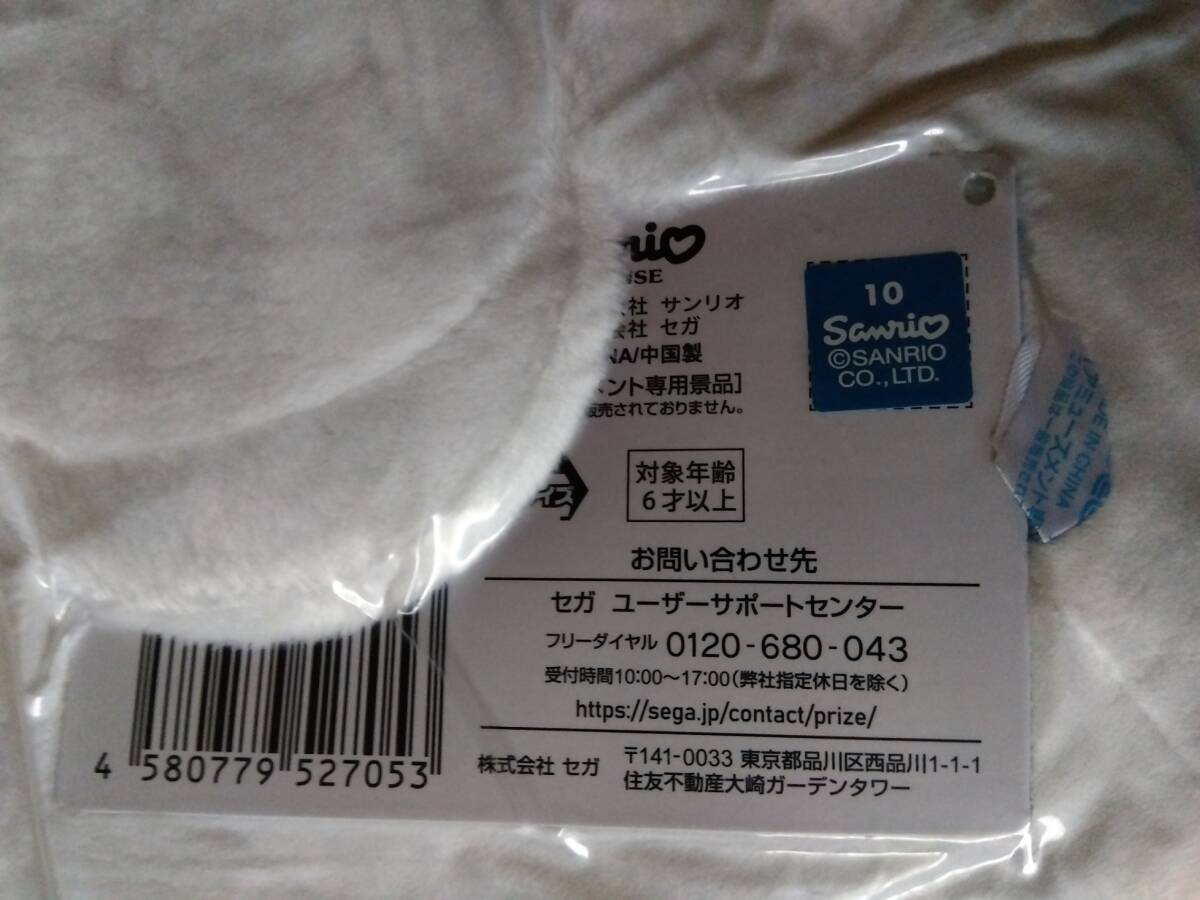 社 サンリオ
社 セガ
NA/中国製
ント専用景品]
販売されておりません。
10
Sanrio
©SANRIO
CO.,LTD.
イズ
対象年齢
6才以上
MADE IN CHINA
お問い合わせ先
セガ ユーザーサポートセンター
フリーダイヤル 0120-680-043
受付時間10:00～17:00(弊社指定休日を除く)
https://sega.jp/contact/prize/
株式会社 セガ 〒141-0033 東京都品川区西品川1-1-1
住友不動産大崎ガーデンタワー
4 580779 527053